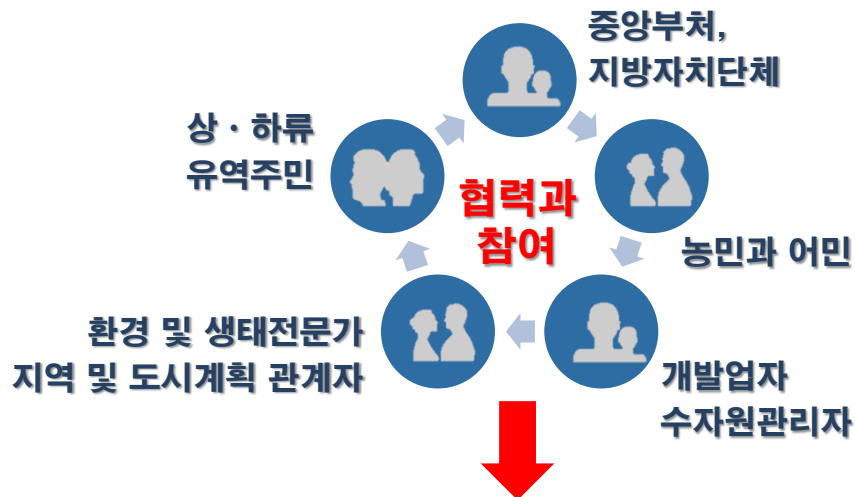 중앙부처,
지방자치단체
상 · 하류
유역주민
협력과
참여
농민과 어민
환경 및 생태전문가
지역 및 도시계획 관계자
개발업자
수자원관리자